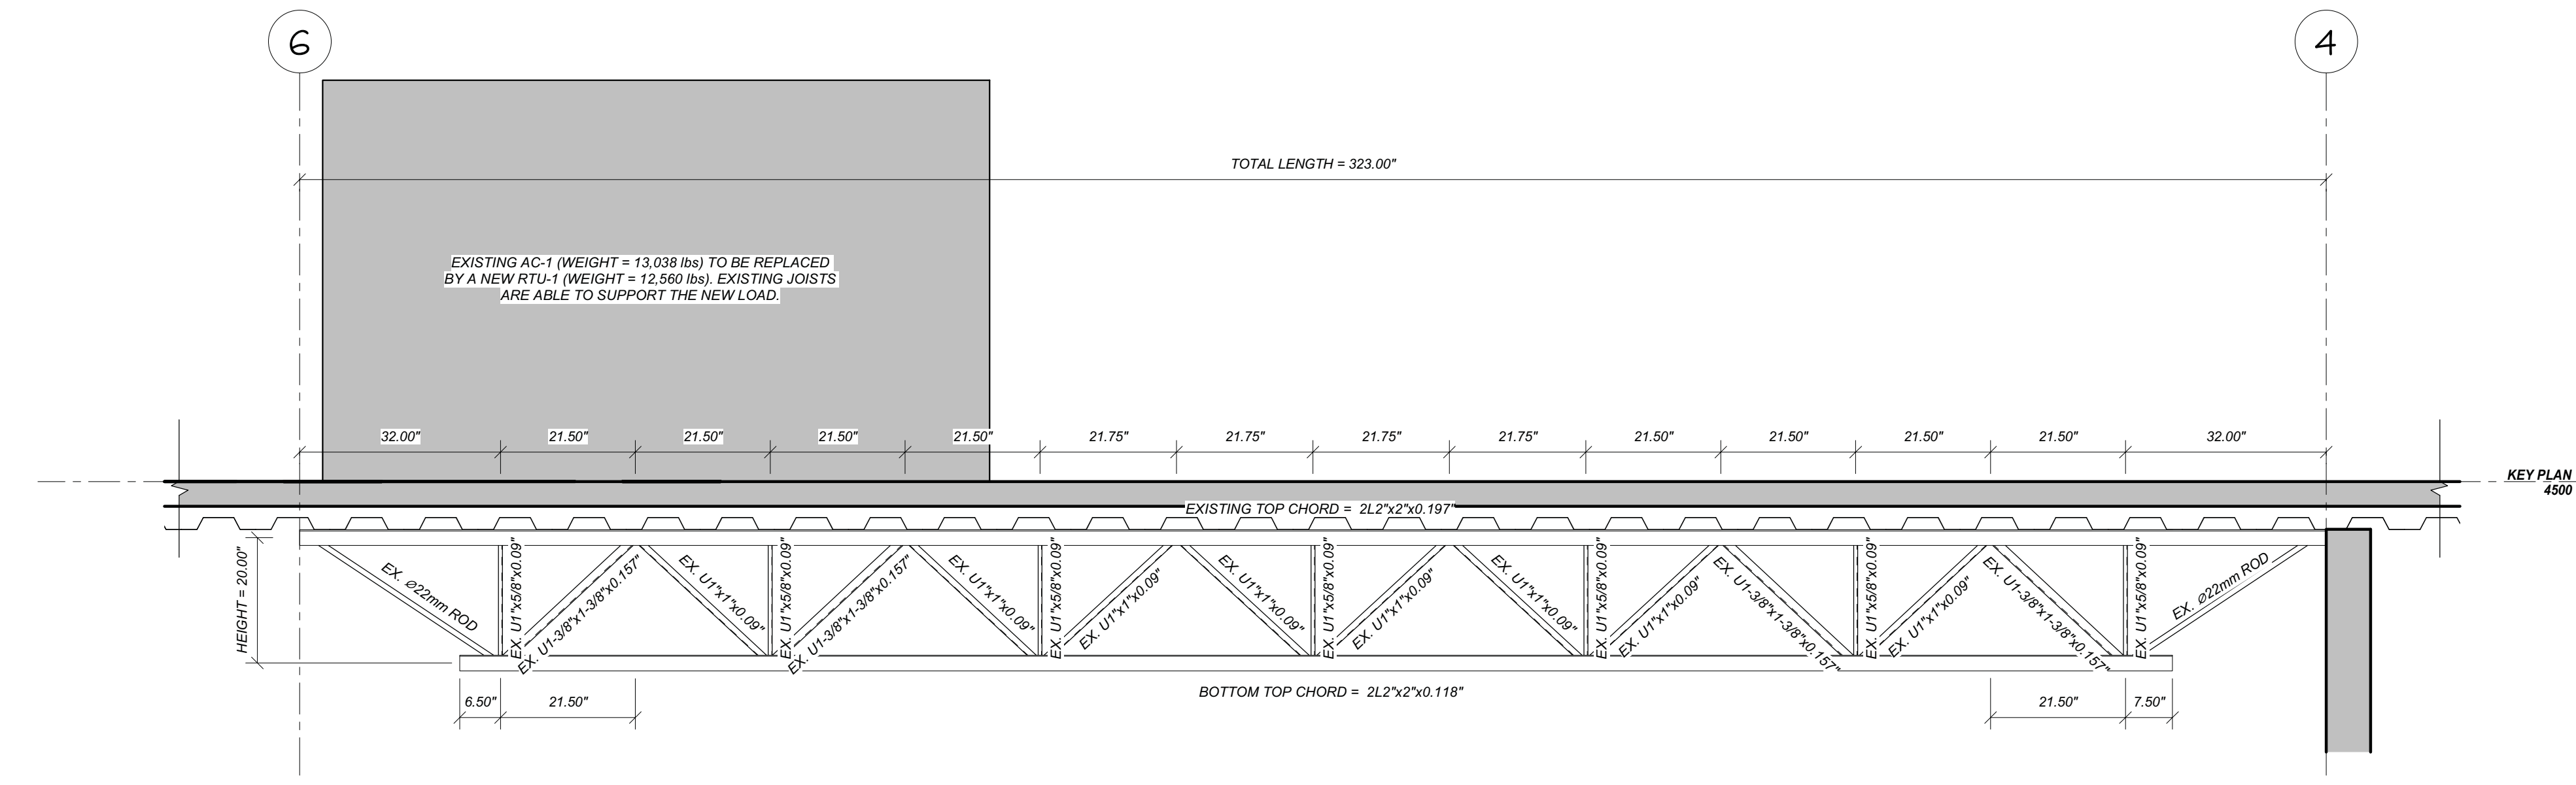 6
4
TOTAL LENGTH = 323.00"
EXISTING AC-1 (WEIGHT = 13,038 lbs) TO BE REPLACED
BY A NEW RTU-1 (WEIGHT = 12,560 lbs). EXISTING JOISTS
ARE ABLE TO SUPPORT THE NEW LOAD.
32.00"
21.50"
21.50"
21.50"
21.50"
21.75"
21.75"
21.75"
21.75"
21.50"
21.50"
21.50"
21.50"
32.00"
KEY PLAN
4500
EXISTING TOP CHORD = 2L2"x2"x0.197"
HEIGHT = 20.00"
EX. ⌀22mm ROD
EX. U1"x5/8"x0.09"
EX. U1-3/8"x1-3/8"x0.157"
EX. U1"x1"x0.09"
EX. U1"x5/8"x0.09"
EX. U1-3/8"x1-3/8"x0.157"
EX. U1"x1"x0.09"
EX. U1"x5/8"x0.09"
EX. U1"x1"x0.09"
EX. U1"x1"x0.09"
EX. U1"x5/8"x0.09"
EX. U1"x1"x0.09"
EX. U1"x1"x0.09"
EX. U1"x5/8"x0.09"
EX. U1"x1"x0.09"
EX. U1-3/8"x1-3/8"x0.157"
EX. U1"x5/8"x0.09"
EX. U1"x1"x0.09"
EX. U1-3/8"x1-3/8"x0.157"
EX. U1"x5/8"x0.09"
EX. ⌀22mm ROD
BOTTOM TOP CHORD = 2L2"x2"x0.118"
6.50"
21.50"
21.50"
7.50"